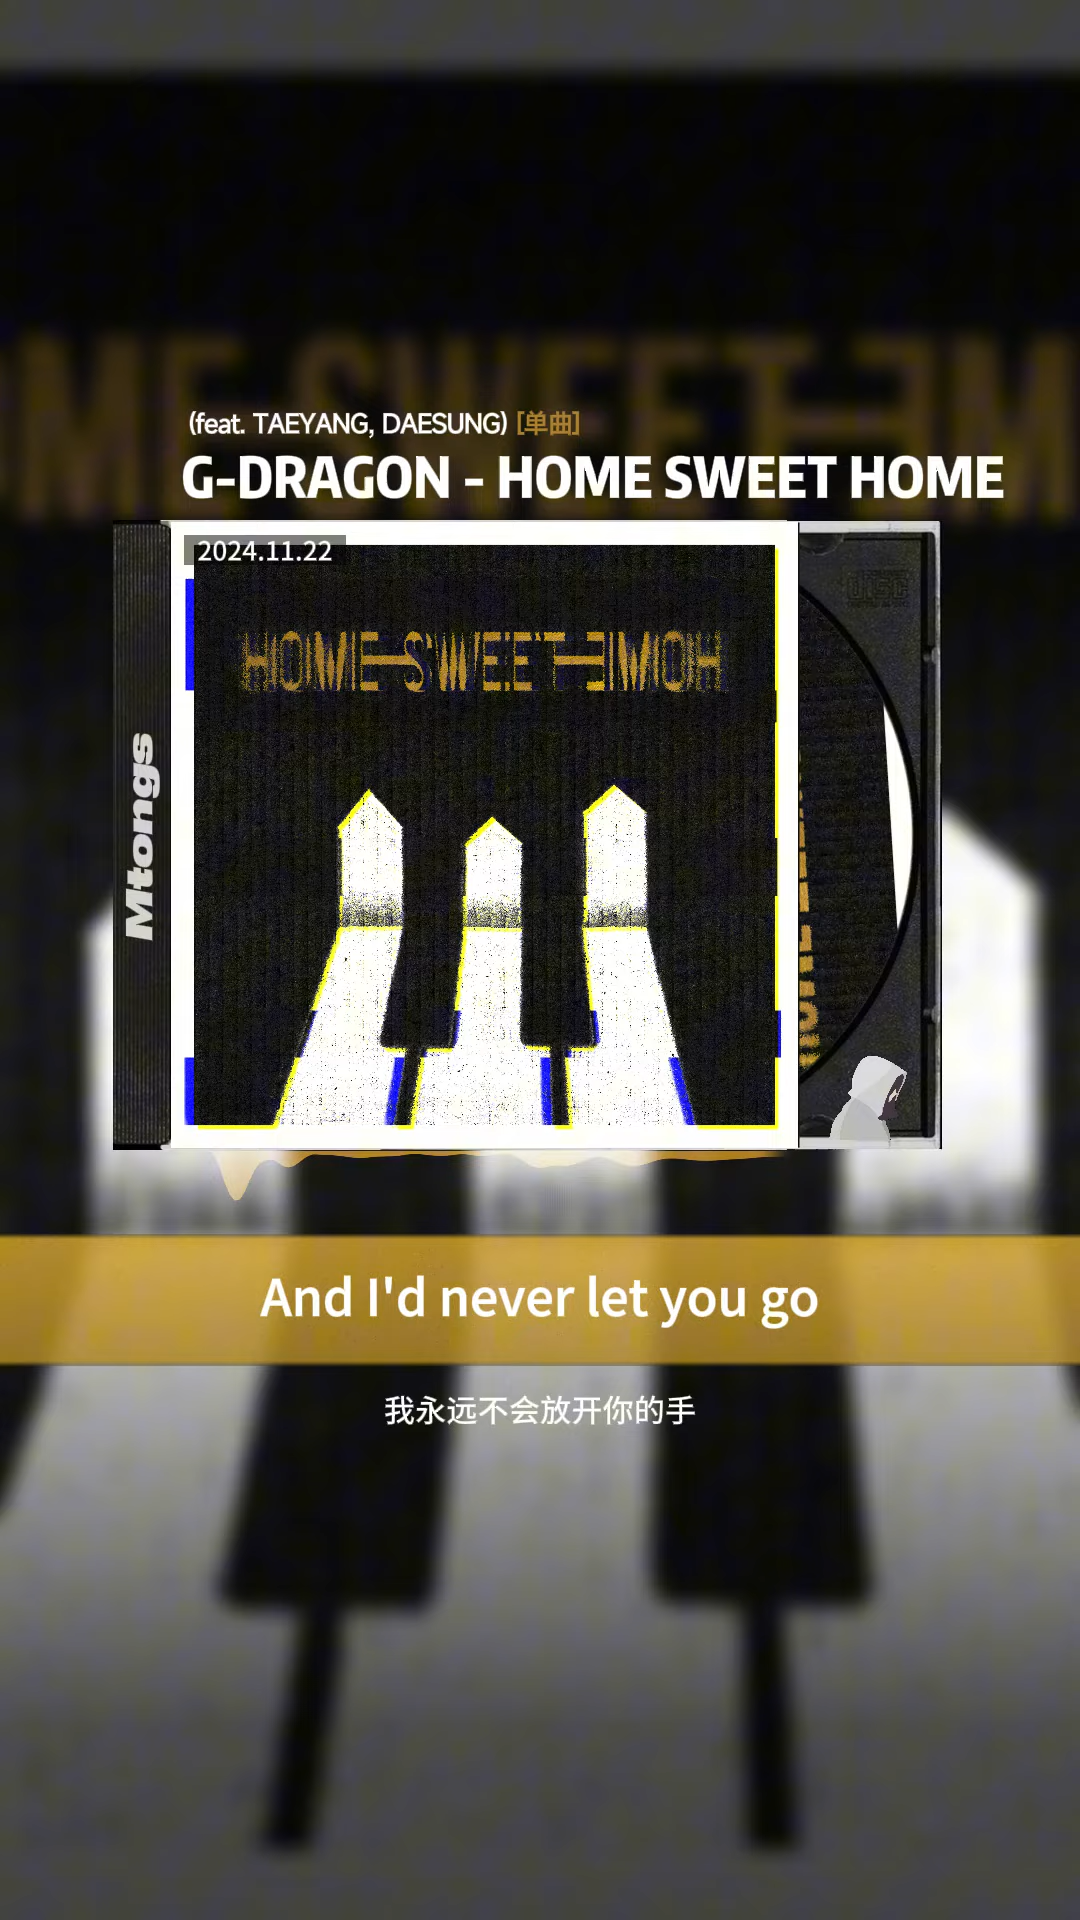 (feat. TAEYANG, DAESUNG) [单曲]
G-DRAGON - HOME SWEET HOME
2024.11.22
HOME SWEET HOME
Mtongs
And I'd never let you go
我永远不会放开你的手